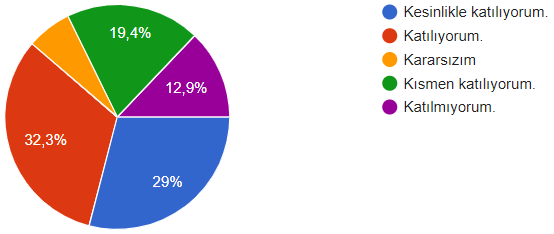 19,4%
12,9%
32,3%
29%
Kesinlikle katılıyorum.
Katılıyorum.
Kararsızım
Kısmen katılıyorum.
Katılmıyorum.